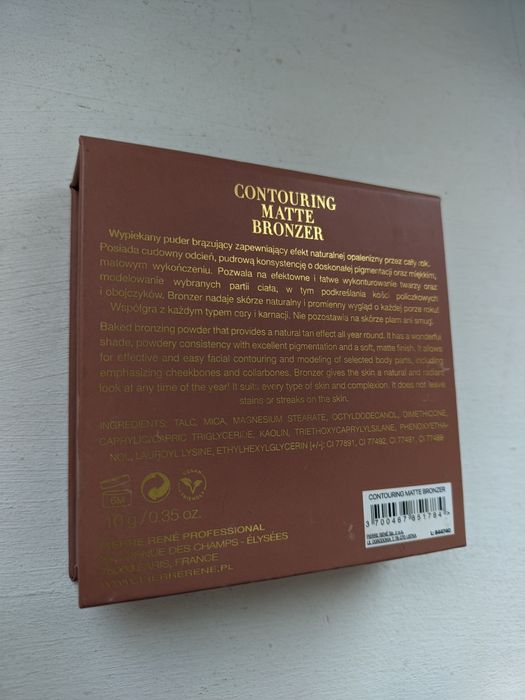 CONTOURING
MATTE
BRONZER
Wypiekany puder brązujący zapewniający efekt naturalnej opalenizny przez cały rok.
Posiada cudowny odcień, pudrową konsystencję o doskonałej pigmentacji oraz miękkim,
matowym wykończeniu. Pozwala na efektowne i łatwe wykonturowanie twarzy oraz
modelowanie wybranych partii ciała, w tym podkreślania kości policzkowych
i obojczyków. Bronzer nadaje skórze naturalny i promienny wygląd o każdej porze roku!
Współgra z każdym typem cery i karnacji. Nie pozostawia na skórze plam ani smug.
Baked bronzing powder that provides a natural tan effect all year round. It has a wonderful
shade, powdery consistency with excellent pigmentation and a soft, matte finish. It allows
for effective and easy facial contouring and modeling of selected body parts, including
emphasizing cheekbones and collarbones. Bronzer gives the skin a natural and radiant
look at any time of the year! It suits every type of skin and complexion. It does not leave
stains or streaks on the skin.
INGREDIENTS: TALC, MICA, MAGNESIUM STEARATE, OCTYLDODECANOL, DIMETHICONE,
CAPRYLIC/CAPRIC TRIGLYCERIDE, KAOLIN, TRIETHOXYCAPRYLYLSILANE, PHENOXYETHA-
NOL, LAUROYL LYSINE, ETHYLHEXYLGLYCERIN [+/-]: CI 77891, CI 77492, CI 77491, CI 77499
6M
VEGAN
FRIENDLY
10 g / 0.35 oz.
PIERRE RENÉ PROFESSIONAL
AVENUE DES CHAMPS - ÉLYSÉES
75008 PARIS, FRANCE
PIERRERENE.PL
CONTOURING MATTE BRONZER
3 700467 851784
PIERRE RENÉ Sp. z o.o.